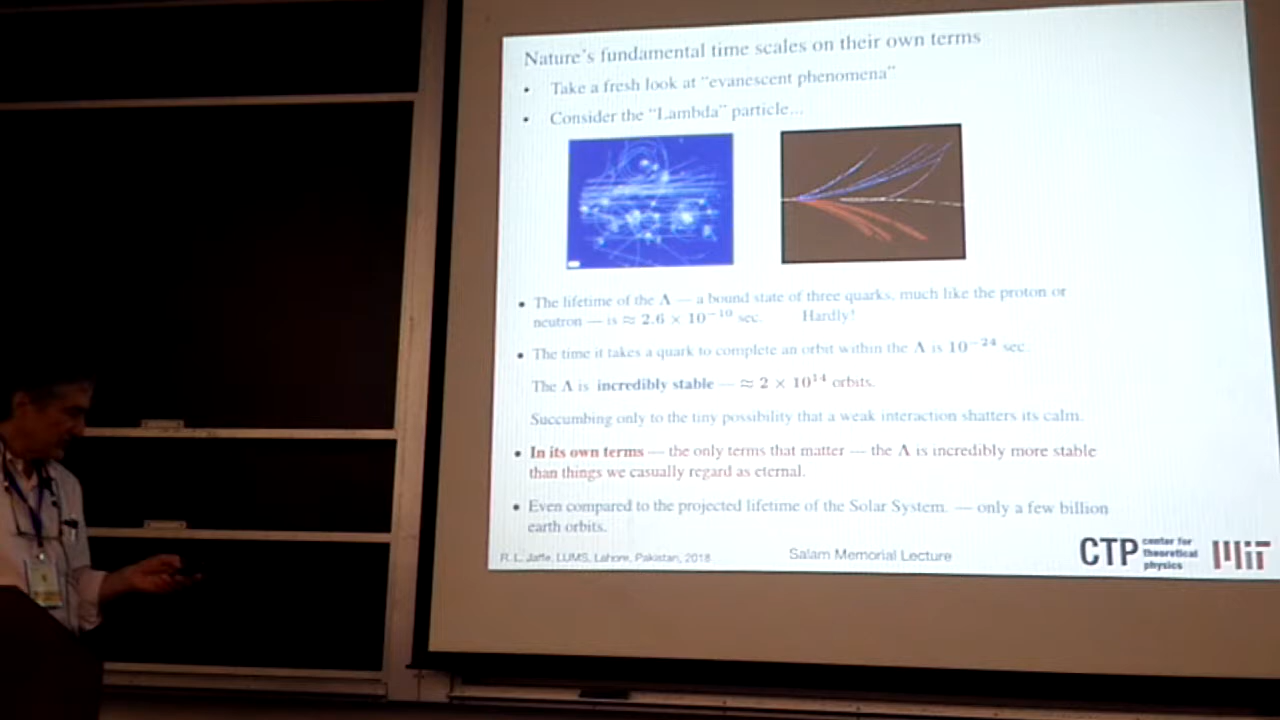 Nature's fundamental time scales on their own terms
• Take a fresh look at "evanescent phenomena"
• Consider the "Lambda" particle...
• The lifetime of the Λ — a bound state of three quarks, much like the proton or
neutron — is ≈ 2.6 × 10⁻¹⁰ sec. Hardly!
• The time it takes a quark to complete an orbit within the Λ is 10⁻²⁴ sec.
The Λ is incredibly stable — ≈ 2 × 10¹⁴ orbits.
Succumbing only to the tiny possibility that a weak interaction shatters its calm.
• In its own terms — the only terms that matter — the Λ is incredibly more stable
than things we casually regard as eternal.
• Even compared to the projected lifetime of the Solar System. — only a few billion
earth orbits.
R. L. Jaffe, LUMS, Lahore, Pakistan, 2018
Salam Memorial Lecture
CTP center for
theoretical
physics
MIT